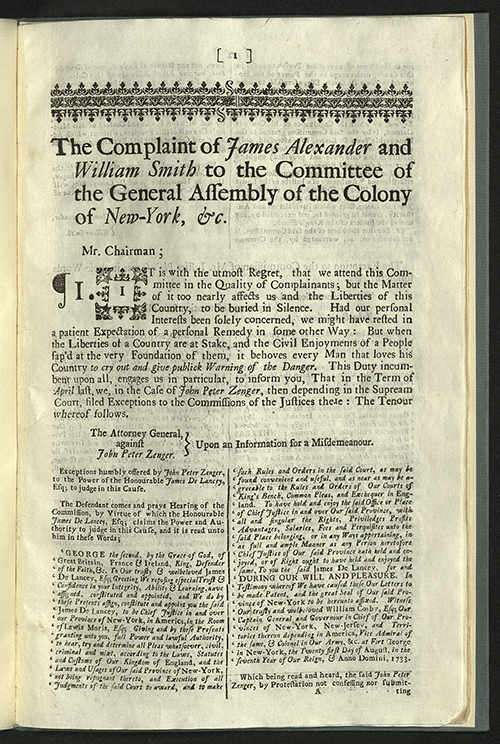 [ 1 ]
The Complaint of James Alexander and
William Smith to the Committee of
the General Aſſembly of the Colony
of New-York, &c.
Mr. Chairman ;
¶1. IT is with the utmoſt Regret, that we attend this Com-
mittee in the Quality of Complainants ; but the Matter
of it too nearly affects us and the Liberties of this
Country, to be buried in Silence. Had our perſonal
Intereſts been ſolely concerned, we might have reſted in
a patient Expectation of a perſonal Remedy in ſome other Way : But when
the Liberties of a Country are at Stake, and the Civil Enjoyments of a People
ſap'd at the very Foundation of them, it behoves every Man that loves his
Country to cry out and give publick Warning of the Danger. This Duty incum-
bent upon all, engages us in particular, to inform you, That in the Term of
April laſt, we, in the Caſe of John Peter Zenger, then depending in the Supream
Court, filed Exceptions to the Commiſſions of the Juſtices there : The Tenour
whereof follows.
The Attorney General,
against
John Peter Zenger.
} Upon an Information for a Miſdemeanour.
Exceptions humbly offered by John Peter Zenger,
to the Power of the Honourable James De Lancey,
Eſq; to judge in this Cauſe.
The Defendant comes and prays Hearing of the
Commiſſion, by Virtue of which the Honourable
James De Lancey, Eſq; claims the Power and Au-
thority to judge in this Cauſe, and it is read unto
him in theſe Words;
‘ GEORGE the ſecond, by the Grace of God, of
‘ Great Britain, France & Ireland, King, Defender
‘ of the Faith, &c. To Our truſty & wellbeloved James
‘ De Lancey, Eſq; Greeting We repoſing eſpecial Truſt &
‘ Confidence in your Integrity, Ability & Learning, have
‘ aſſigned, conſtituted and appointed, and We do by
‘ theſe Preſents aſſign, conſtitute and appoint you the ſaid
‘ James De Lancey, to be Chief Juſtice in and over
‘ our Province of New-York, in America, in the Room
‘ of Lewis Morris, Eſq; Giving and by theſe Preſents
‘ granting unto you, full Power and lawful Authority,
‘ to hear, try and determine all Pleas whatſoever, civil,
‘ criminal and mixt, according to the Laws, Statutes
‘ and Cuſtoms of Our Kingdom of England, and the
‘ Laws and Uſages of Our ſaid Province of New-York,
‘ not being repugnant thereto, and Execution of all
‘ Judgments of the ſaid Court to award, and to make
‘ ſuch Rules and Orders in the ſaid Court, as may be
‘ found convenient and uſeful, and as near as may be a-
‘ greeable to the Rules and Orders of Our Courts of
‘ King's Bench, Common Pleas, and Exchequer in Eng-
‘ land. To have hold and enjoy the ſaid Office or Place
‘ of Chief Juſtice in and over Our ſaid Province, with
‘ all and ſingular the Rights, Priviledges Profits
‘ Advantages, Salaries, Fees and Perquiſites unto the
‘ ſaid Place belonging, or in any Ways appertaining, in
‘ as full and ample Manner as any Perſon heretofore
‘ Chief Juſtice of Our ſaid Province hath held and en-
‘ joyed, or of Right ought to have held and enjoyed the
‘ ſame, To you the ſaid James De Lancey, for and
‘ DURING OUR WILL AND PLEASURE. In
‘ Teſtimony whereof We have cauſed theſe Our Letters to
‘ be made Patent, and the great Seal of Our ſaid Pro-
‘ vince of New-York to be hereunto affixed. Witneſs
‘ Our truſty and wellbeloved William Cosby, Eſq; Our
‘ Captain General and Governour in Chief of Our Pro-
‘ vinces of New-York, New-Jerſey, and Terri-
‘ tories thereon depending in America, Vice Admiral of
‘ the ſame, & Colonel in Our Army, &c. at Fort George
‘ in New-York, the Twenty firſt Day of Auguſt, in the
‘ ſeventh Year of Our Reign, & Anno Domini, 1733.
Which being read and heard, the ſaid John Peter
Zenger, by Proteſtation not confeſſing nor ſubmit-
A
ting